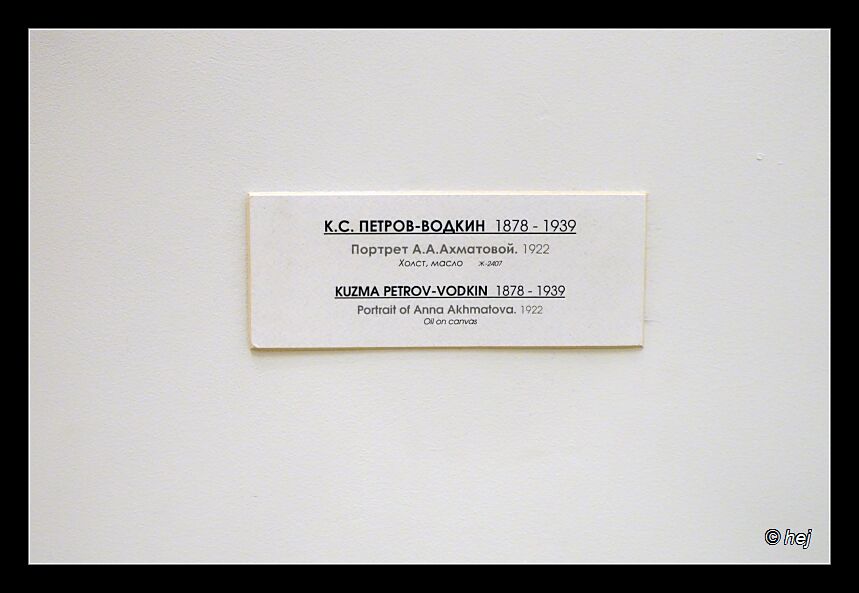 К.С. ПЕТРОВ-ВОДКИН 1878 - 1939
Портрет А.А.Ахматовой. 1922
Холст, масло Ж-2407
KUZMA PETROV-VODKIN 1878 - 1939
Portrait of Anna Akhmatova. 1922
Oil on canvas
© hej